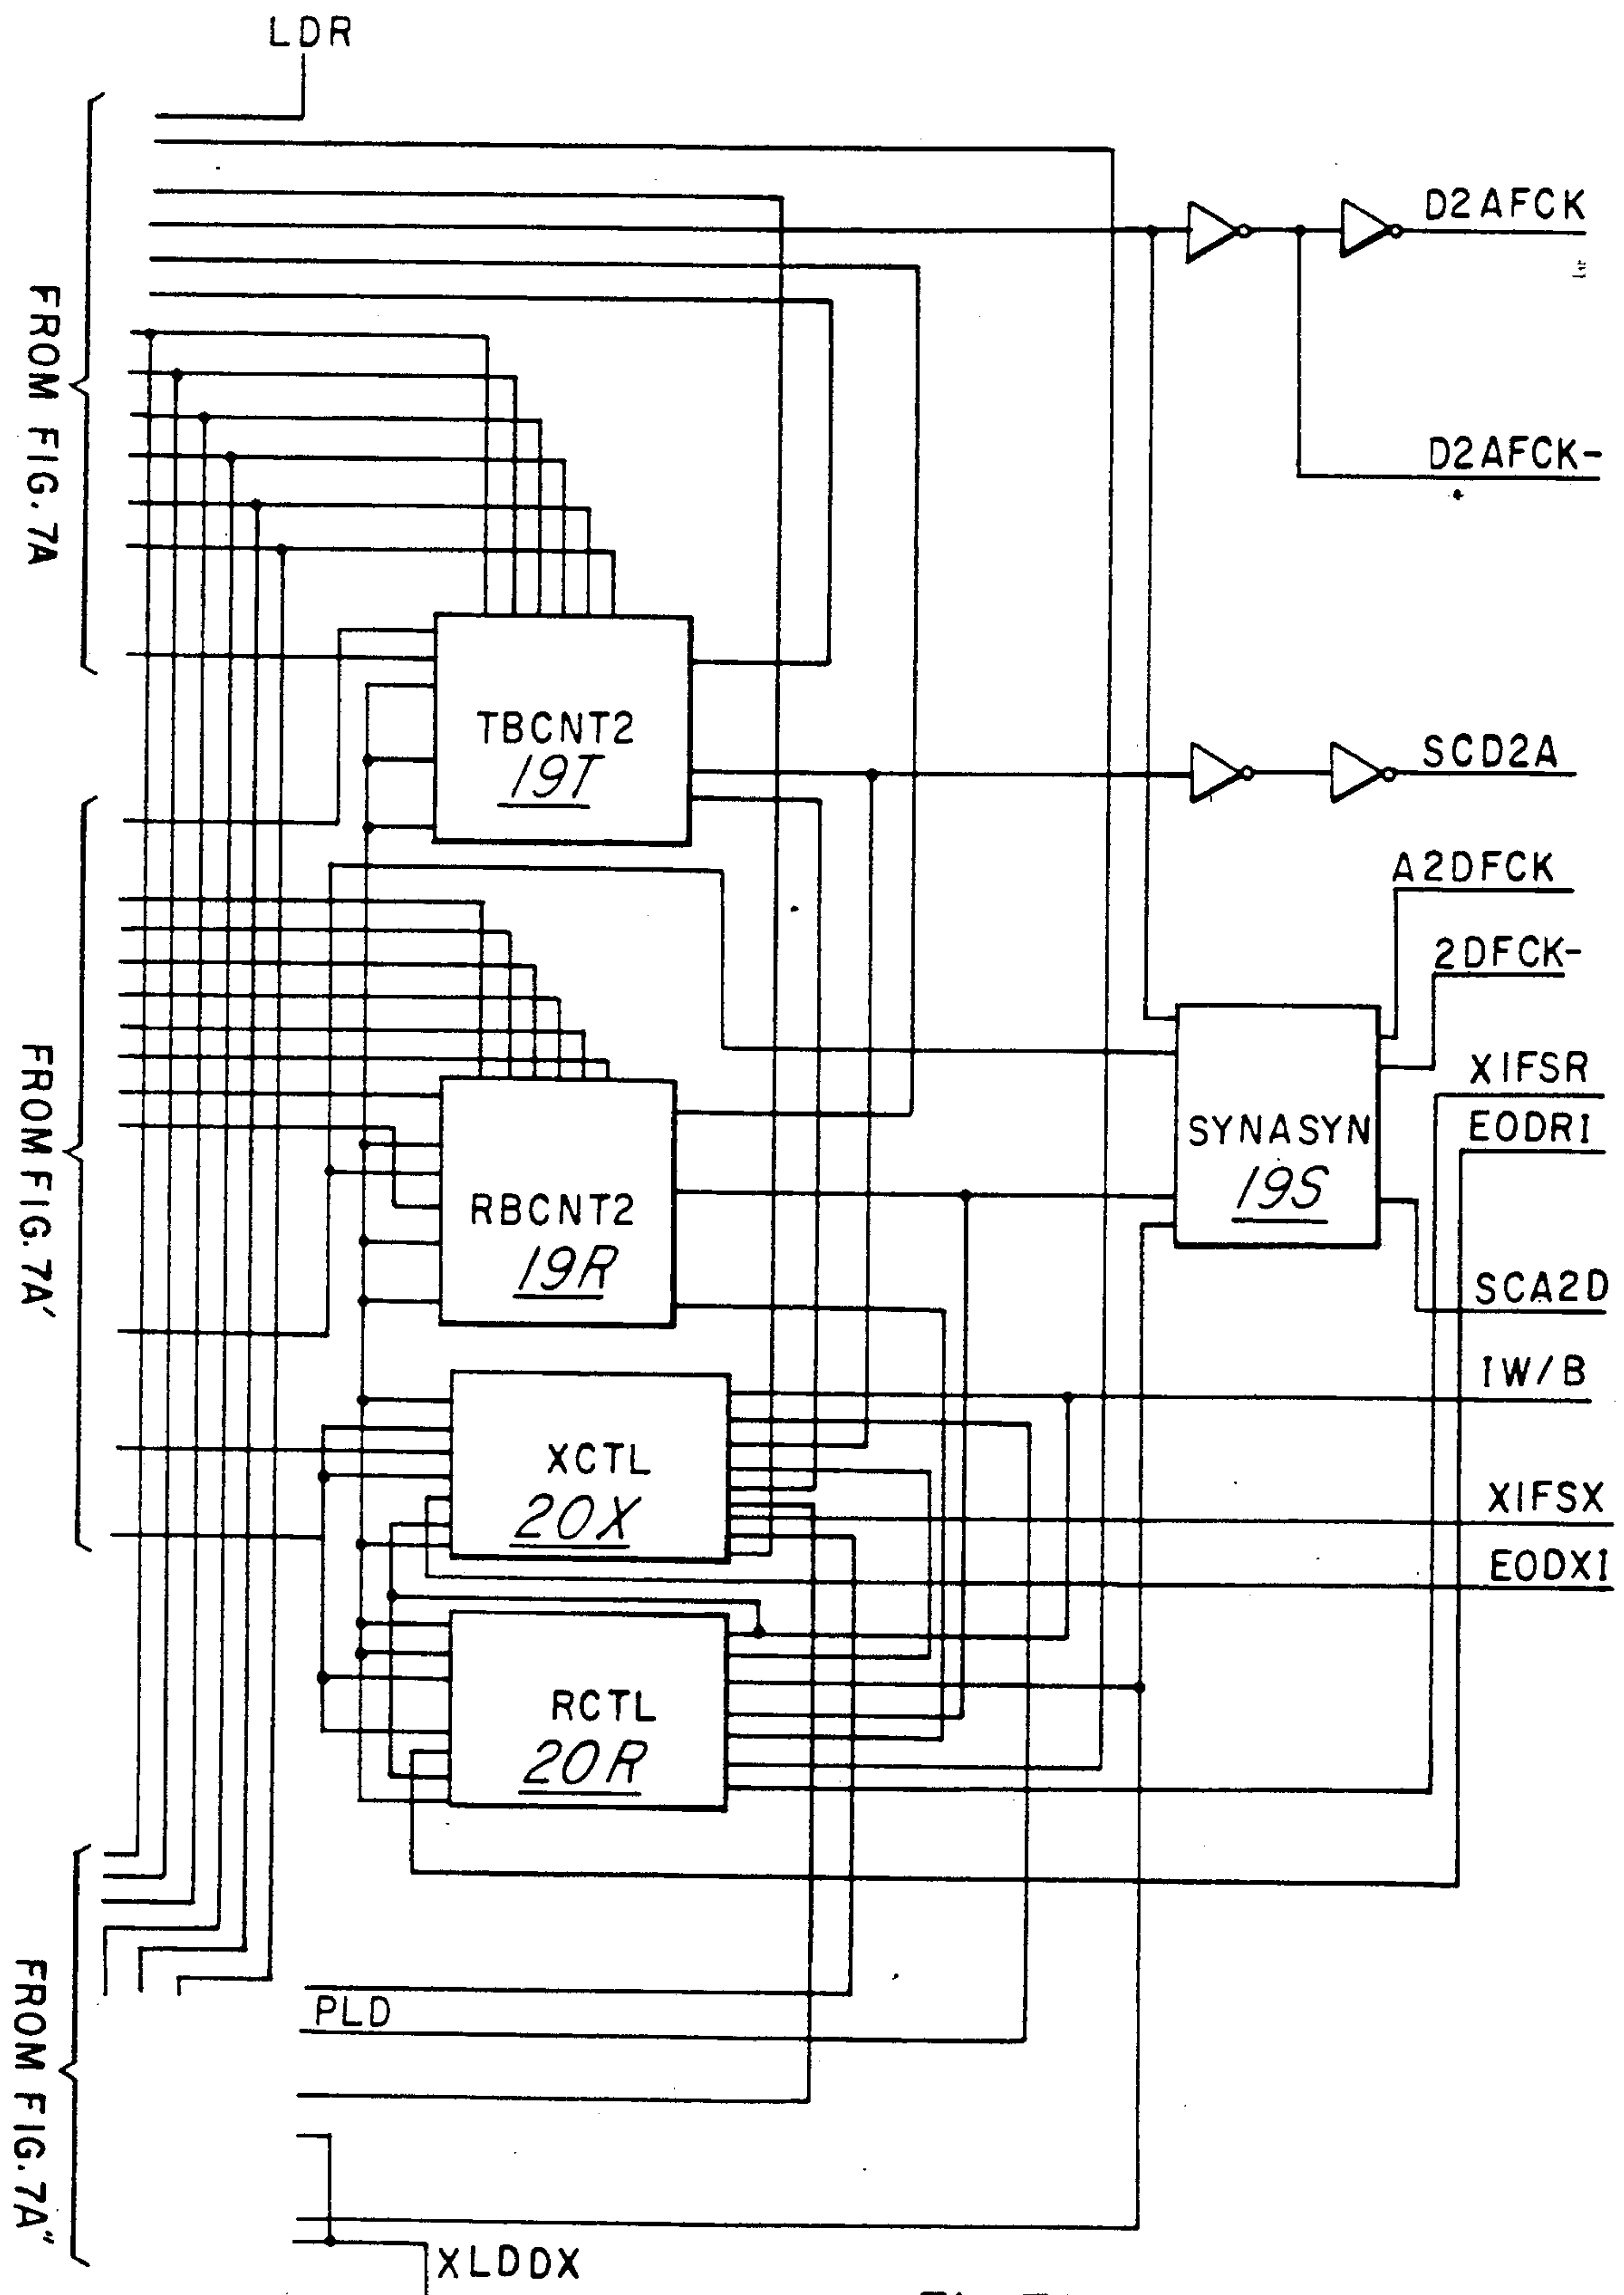 LDR
D2AFCK
D2AFCK-
FROM FIG. 7A
TBCNT2
19T
SCD2A
A2DFCK
2DFCK-
XIFSR
EODRI
SYNASYN
19S
FROM FIG. 7A'
RBCNT2
19R
SCA2D
IW/B
XCTL
20X
XIFSX
EODXI
RCTL
20R
PLD
FROM FIG. 7A"
XLDDX